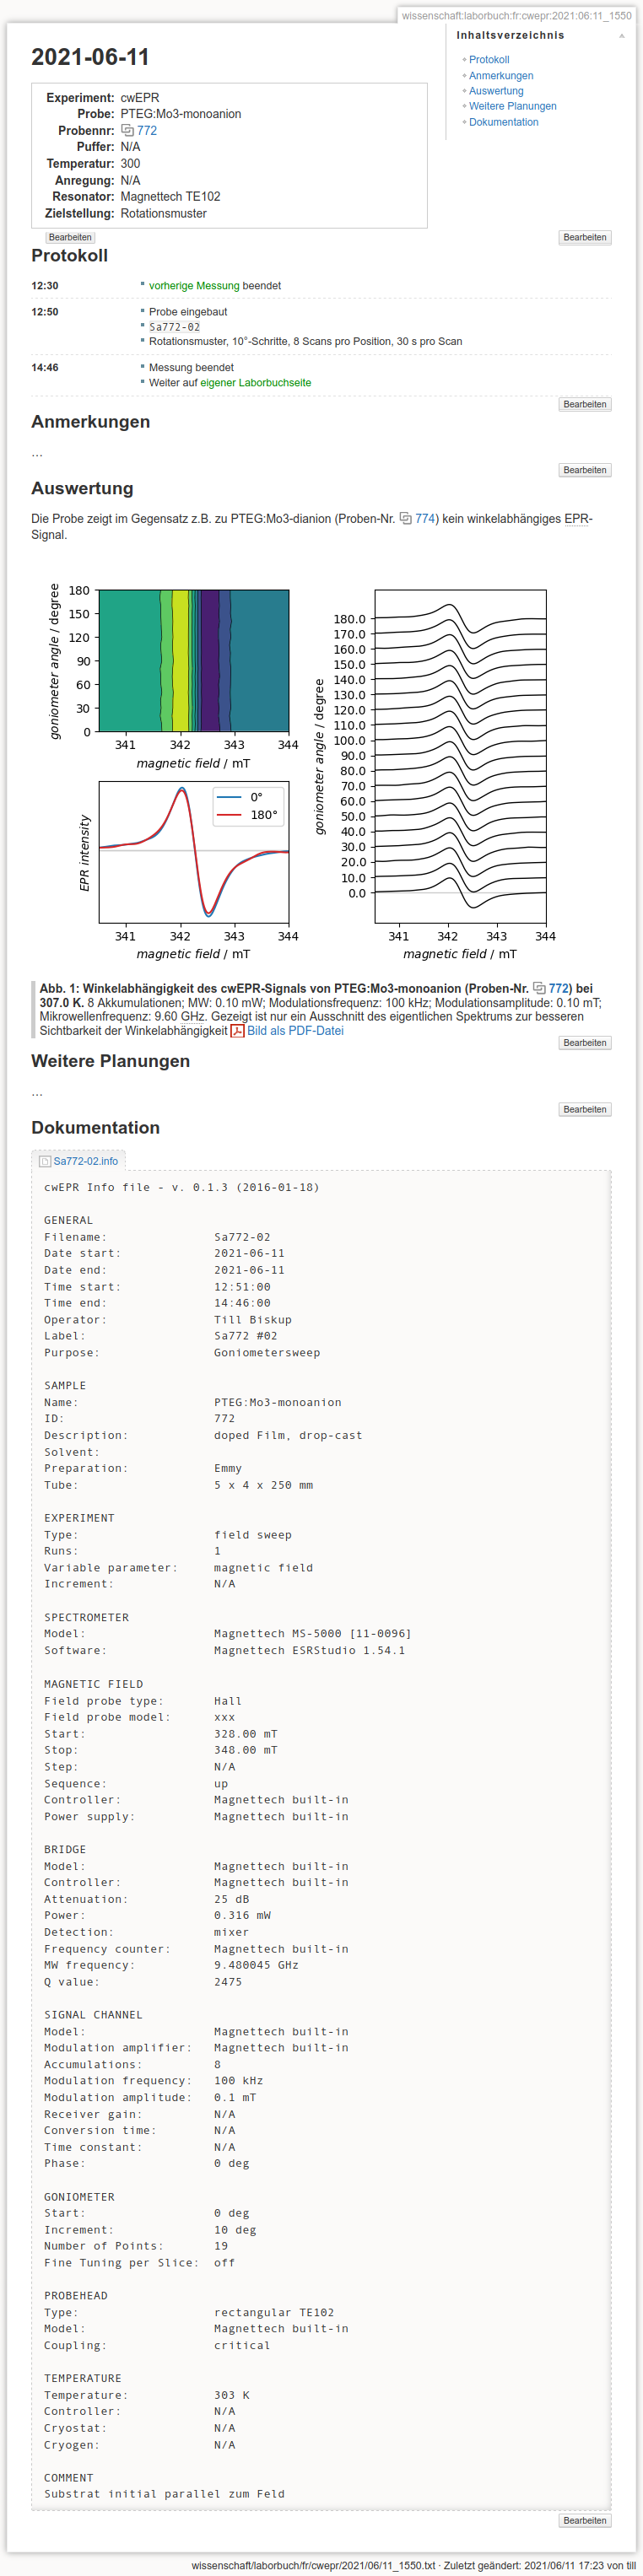 wissenschaft:laborbuch:fr:cwepr:2021:06:11_1550
2021-06-11
Inhaltsverzeichnis
Protokoll
Anmerkungen
Auswertung
Weitere Planungen
Dokumentation
Experiment: cwEPR
Probe: PTEG:Mo3-monoanion
Probennr: 772
Puffer: N/A
Temperatur: 300
Anregung: N/A
Resonator: Magnettech TE102
Zielstellung: Rotationsmuster
Bearbeiten
Bearbeiten
Protokoll
12:30 vorherige Messung beendet
12:50 Probe eingebaut
Sa772-02
Rotationsmuster, 10°-Schritte, 8 Scans pro Position, 30 s pro Scan
14:46 Messung beendet
Weiter auf eigener Laborbuchseite
Bearbeiten
Anmerkungen
…
Bearbeiten
Auswertung
Die Probe zeigt im Gegensatz z.B. zu PTEG:Mo3-dianion (Proben-Nr. 774) kein winkelabhängiges EPR-
Signal.
goniometer angle / degree
180
150
120
90
60
30
0
341 342 343 344
magnetic field / mT
EPR intensity
0°
180°
341 342 343 344
magnetic field / mT
goniometer angle / degree
180.0
170.0
160.0
150.0
140.0
130.0
120.0
110.0
100.0
90.0
80.0
70.0
60.0
50.0
40.0
30.0
20.0
10.0
0.0
341 342 343 344
magnetic field / mT
Abb. 1: Winkelabhängigkeit des cwEPR-Signals von PTEG:Mo3-monoanion (Proben-Nr. 772) bei
307.0 K. 8 Akkumulationen; MW: 0.10 mW; Modulationsfrequenz: 100 kHz; Modulationsamplitude: 0.10 mT;
Mikrowellenfrequenz: 9.60 GHz. Gezeigt ist nur ein Ausschnitt des eigentlichen Spektrums zur besseren
Sichtbarkeit der Winkelabhängigkeit Bild als PDF-Datei
Bearbeiten
Weitere Planungen
…
Bearbeiten
Dokumentation
Sa772-02.info
cwEPR Info file - v. 0.1.3 (2016-01-18)
GENERAL
Filename: Sa772-02
Date start: 2021-06-11
Date end: 2021-06-11
Time start: 12:51:00
Time end: 14:46:00
Operator: Till Biskup
Label: Sa772 #02
Purpose: Goniometersweep
SAMPLE
Name: PTEG:Mo3-monoanion
ID: 772
Description: doped Film, drop-cast
Solvent:
Preparation: Emmy
Tube: 5 x 4 x 250 mm
EXPERIMENT
Type: field sweep
Runs: 1
Variable parameter: magnetic field
Increment: N/A
SPECTROMETER
Model: Magnettech MS-5000 [11-0096]
Software: Magnettech ESRStudio 1.54.1
MAGNETIC FIELD
Field probe type: Hall
Field probe model: xxx
Start: 328.00 mT
Stop: 348.00 mT
Step: N/A
Sequence: up
Controller: Magnettech built-in
Power supply: Magnettech built-in
BRIDGE
Model: Magnettech built-in
Controller: Magnettech built-in
Attenuation: 25 dB
Power: 0.316 mW
Detection: mixer
Frequency counter: Magnettech built-in
MW frequency: 9.480045 GHz
Q value: 2475
SIGNAL CHANNEL
Model: Magnettech built-in
Modulation amplifier: Magnettech built-in
Accumulations: 8
Modulation frequency: 100 kHz
Modulation amplitude: 0.1 mT
Receiver gain: N/A
Conversion time: N/A
Time constant: N/A
Phase: 0 deg
GONIOMETER
Start: 0 deg
Increment: 10 deg
Number of Points: 19
Fine Tuning per Slice: off
PROBEHEAD
Type: rectangular TE102
Model: Magnettech built-in
Coupling: critical
TEMPERATURE
Temperature: 303 K
Controller: N/A
Cryostat: N/A
Cryogen: N/A
COMMENT
Substrat initial parallel zum Feld
Bearbeiten
wissenschaft/laborbuch/fr/cwepr/2021/06/11_1550.txt · Zuletzt geändert: 2021/06/11 17:23 von till